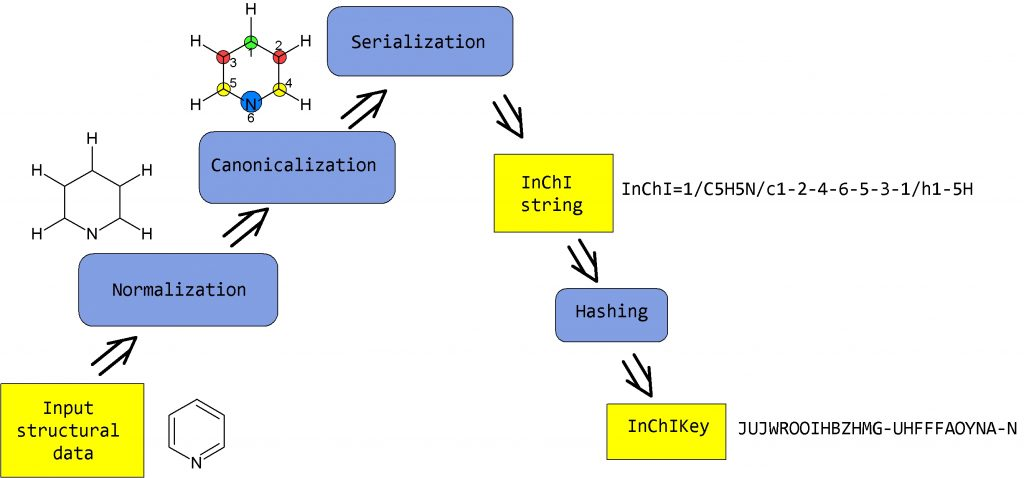 H
H
H
1
2
3
5
4
H
N
H
6
Serialization
Canonicalization
H
H
H
H
N
H
Normalization
Input
structural
data
N
InChI
string
InChI=1/C5H5N/c1-2-4-6-5-3-1/h1-5H
Hashing
InChIKey
JUJWROOIHBZHMG-UHFFFAOYNA-N